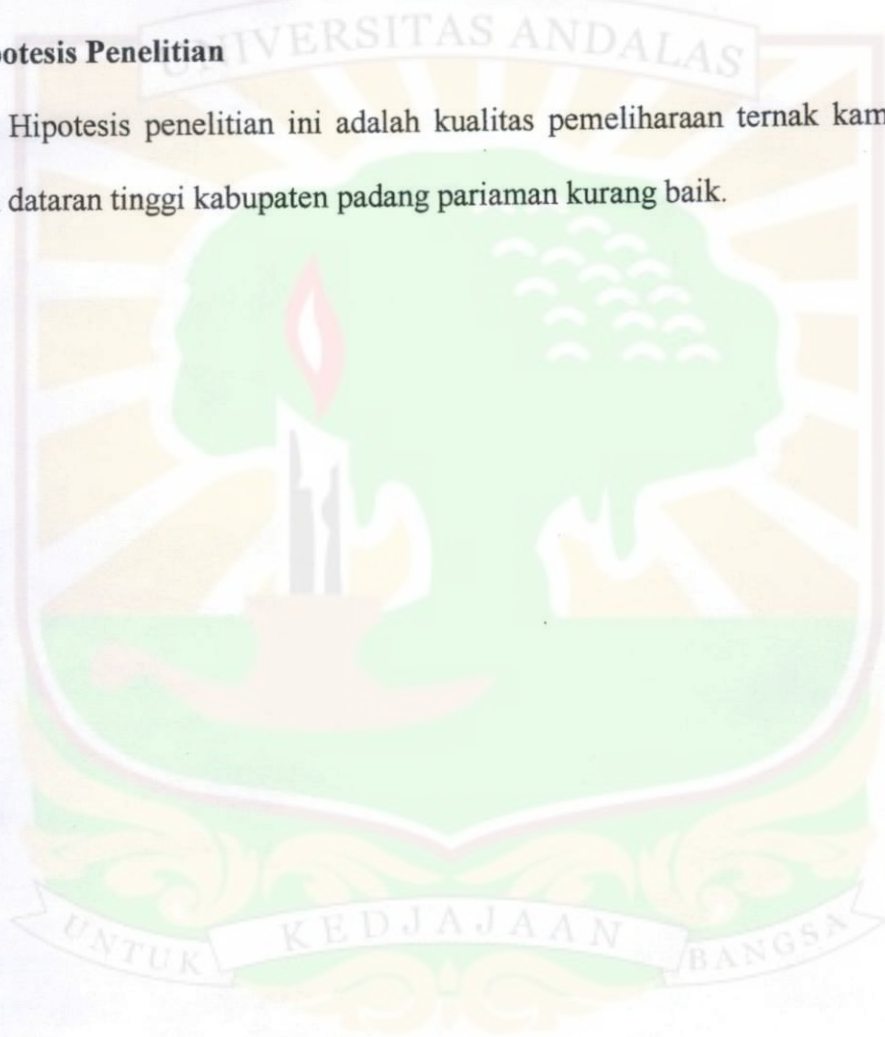 UNIVERSITAS ANDALAS
otesis Penelitian
Hipotesis penelitian ini adalah kualitas pemeliharaan ternak kam
dataran tinggi kabupaten padang pariaman kurang baik.
UNTUK KEDJAJAAN BANGSA